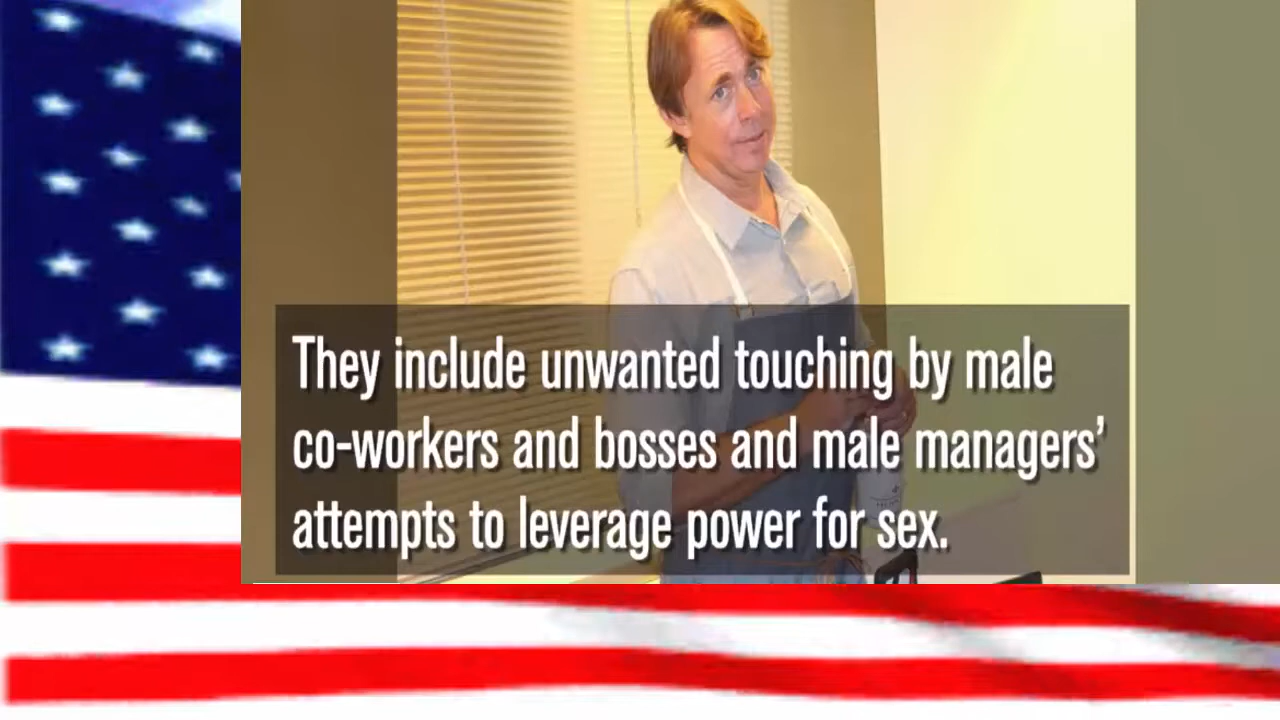 They include unwanted touching by male
co-workers and bosses and male managers’
attempts to leverage power for sex.